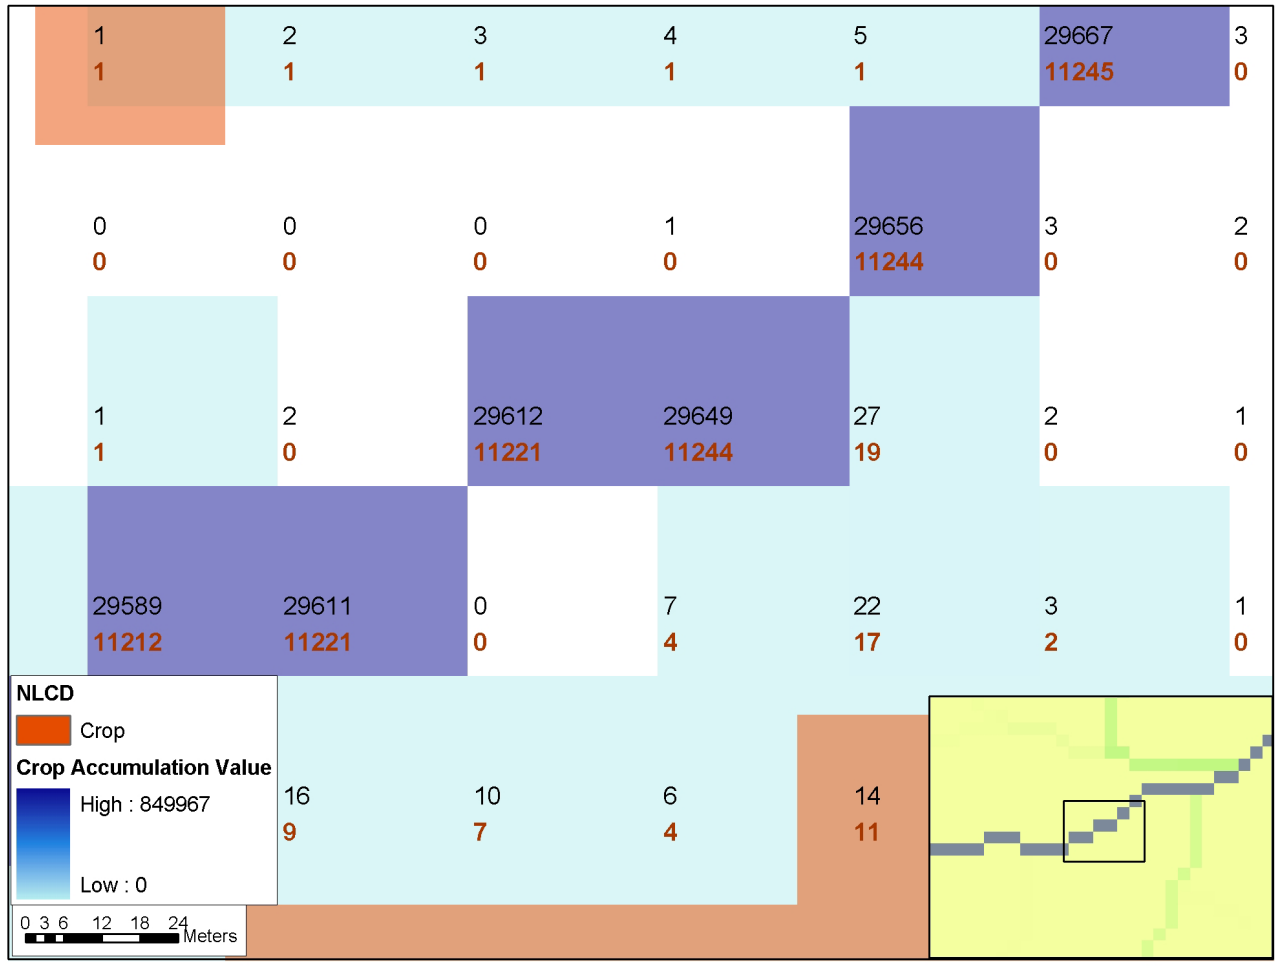 1 2 3 4 5 29667 3
1 1 1 1 1 11245 0
0 0 0 1 29656 3 2
0 0 0 0 11244 0 0
1 2 29612 29649 27 2 1
1 0 11221 11244 19 0 0
29589 29611 0 7 22 3 1
11212 11221 0 4 17 2 0
16 10 6 14
9 7 4 11
NLCD
Crop
Crop Accumulation Value
High : 849967
Low : 0
0 3 6 12 18 24
Meters